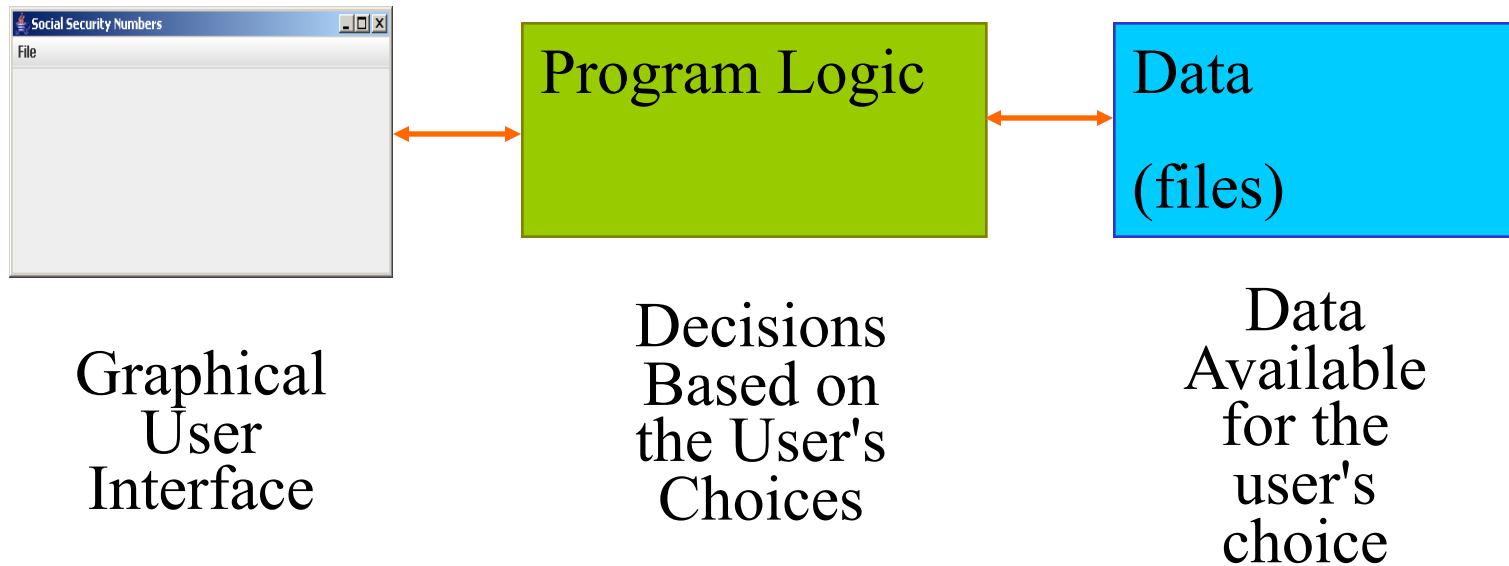 Social Security Numbers
File
Program Logic
Data
(files)
Graphical
User
Interface
Decisions
Based on
the User's
Choices
Data
Available
for the
user's
choice